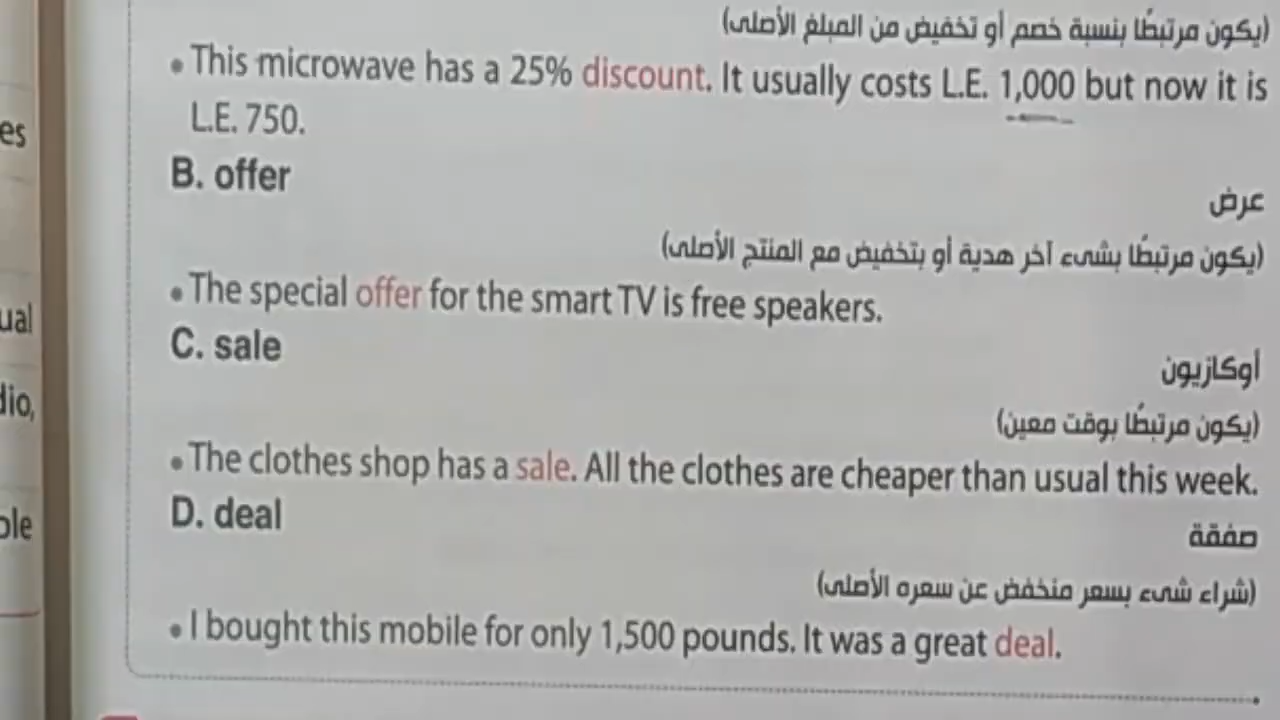 (يكون مرتبطًا بنسبة خصم أو تخفيض من المبلغ الأصلى)
• This microwave has a 25% discount. It usually costs L.E. 1,000 but now it is
L.E. 750.
B. offer
عرض
(يكون مرتبطًا بشىء آخر هدية أو بتخفيض مع المنتج الأصلى)
• The special offer for the smart TV is free speakers.
C. sale
أوكازيون
(يكون مرتبطًا بوقت معين)
• The clothes shop has a sale. All the clothes are cheaper than usual this week.
D. deal
صفقة
(شراء شىء بسعر منخفض عن سعره الأصلى)
• I bought this mobile for only 1,500 pounds. It was a great deal.